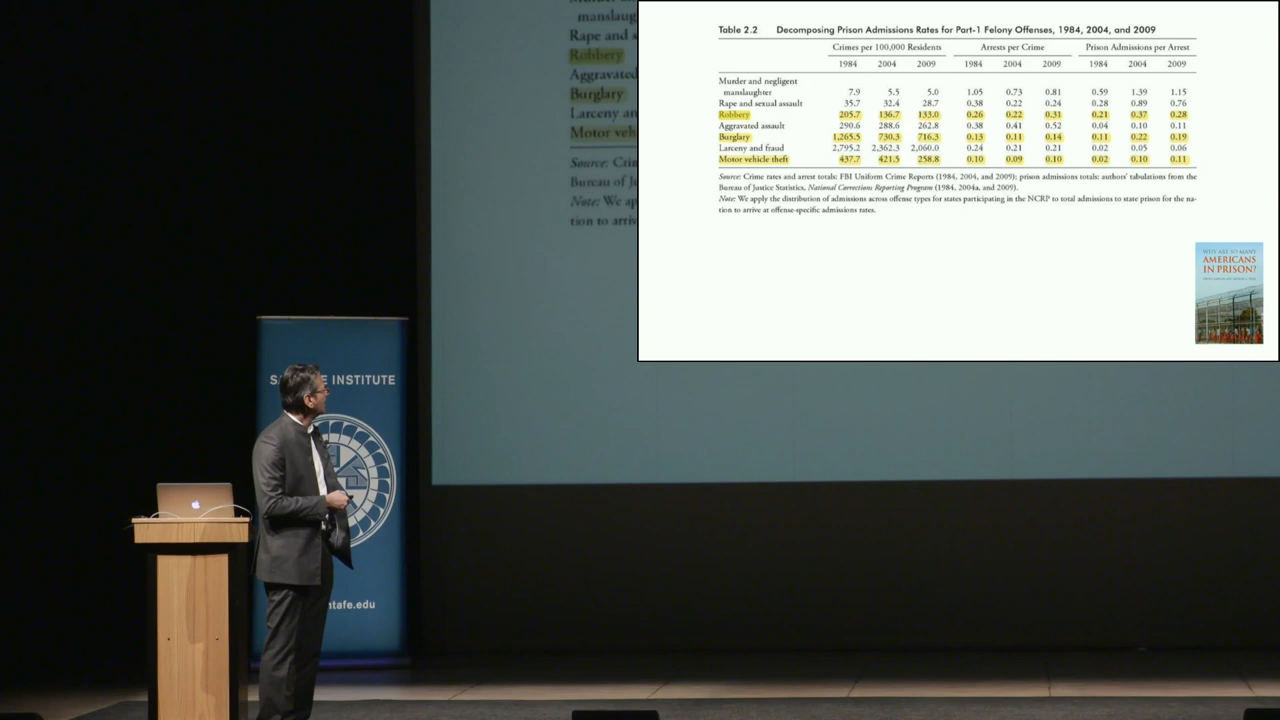 manslaug
Rape and s
Robbery
Aggravated
Burglary
Larceny an
Motor veh
Source: Crim
Bureau of Ju
Note: We ap
tion to arriv
Table 2.2 Decomposing Prison Admissions Rates for Part-1 Felony Offenses, 1984, 2004, and 2009
Crimes per 100,000 Residents Arrests per Crime Prison Admissions per Arrest
1984 2004 2009 1984 2004 2009 1984 2004 2009
Murder and negligent
manslaughter 7.9 5.5 5.0 1.05 0.73 0.81 0.59 1.39 1.15
Rape and sexual assault 35.7 32.4 28.7 0.38 0.22 0.24 0.28 0.89 0.76
Robbery 205.7 136.7 133.0 0.26 0.22 0.31 0.21 0.37 0.28
Aggravated assault 290.6 288.6 262.8 0.38 0.41 0.52 0.04 0.10 0.11
Burglary 1,265.5 730.3 716.3 0.13 0.11 0.14 0.11 0.22 0.19
Larceny and fraud 2,795.2 2,362.3 2,060.0 0.24 0.21 0.21 0.02 0.05 0.06
Motor vehicle theft 437.7 421.5 258.8 0.10 0.09 0.10 0.02 0.10 0.11
Source: Crime rates and arrest totals: FBI Uniform Crime Reports (1984, 2004, and 2009); prison admissions totals: authors' tabulations from the
Bureau of Justice Statistics, National Corrections Reporting Program (1984, 2004a, and 2009).
Note: We apply the distribution of admissions across offense types for states participating in the NCRP to total admissions to state prison for the na-
tion to arrive at offense-specific admissions rates.
WHY ARE SO MANY
AMERICANS
IN PRISON?
SA E INSTITUTE
ntafe.edu